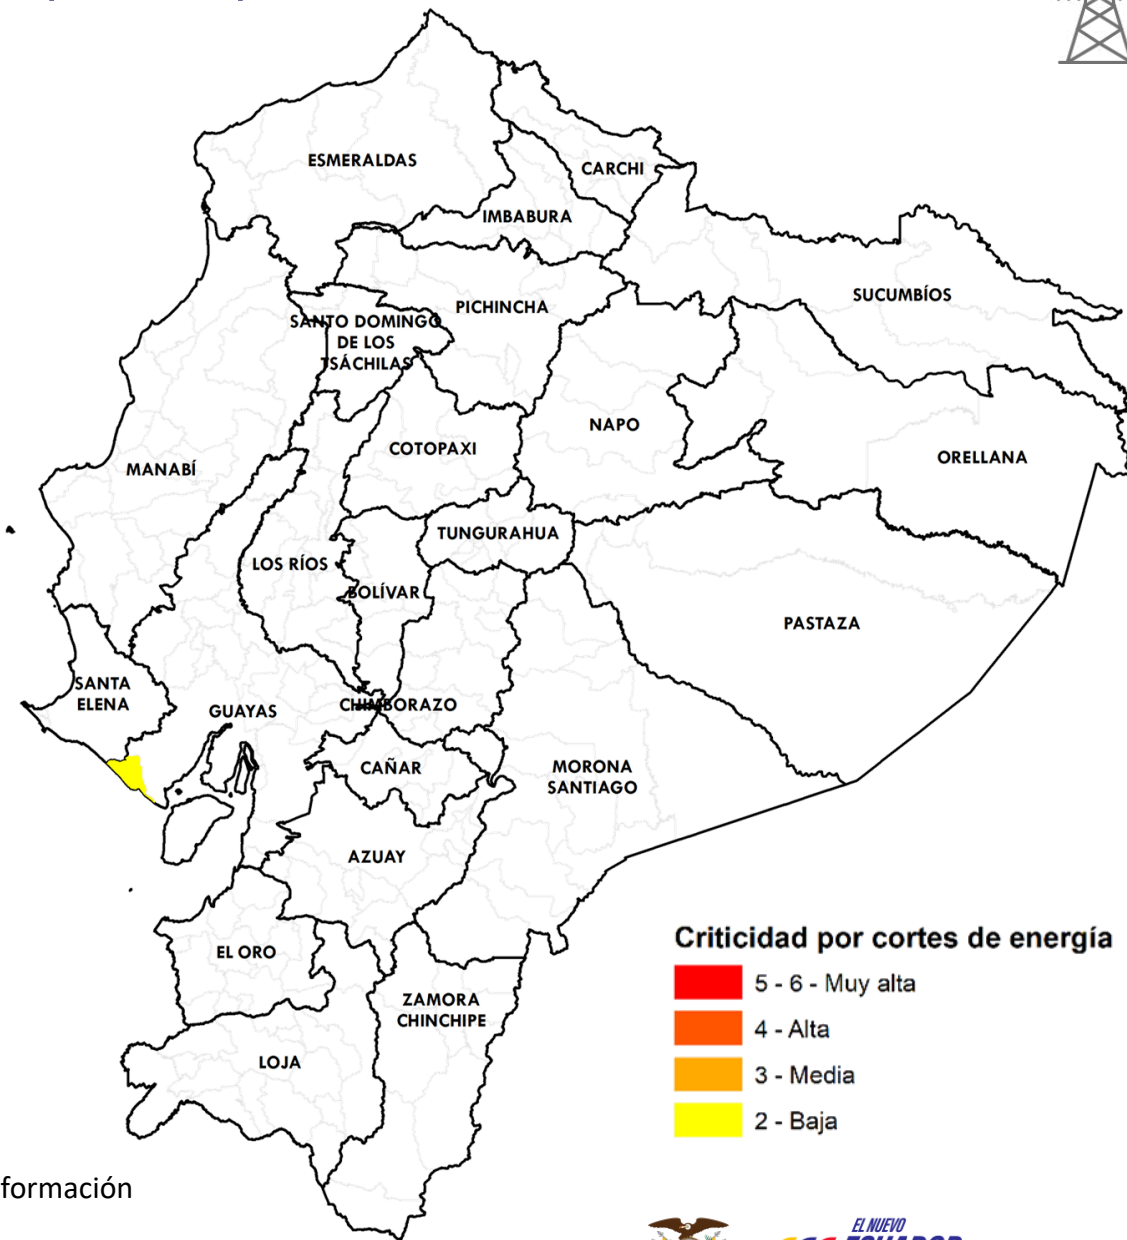 ESMERALDAS
CARCHI
IMBABURA
SUCUMBÍOS
PICHINCHA
SANTO DOMINGO
DE LOS
TSÁCHILAS
NAPO
COTOPAXI
ORELLANA
MANABÍ
TUNGURAHUA
LOS RÍOS
BOLÍVAR
PASTAZA
SANTA
ELENA
GUAYAS
CHIMBORAZO
CAÑAR
MORONA
SANTIAGO
AZUAY
EL ORO
ZAMORA
CHINCHIPE
LOJA
Criticidad por cortes de energía
5 - 6 - Muy alta
4 - Alta
3 - Media
2 - Baja
formación
EL NUEVO
ECUADOR